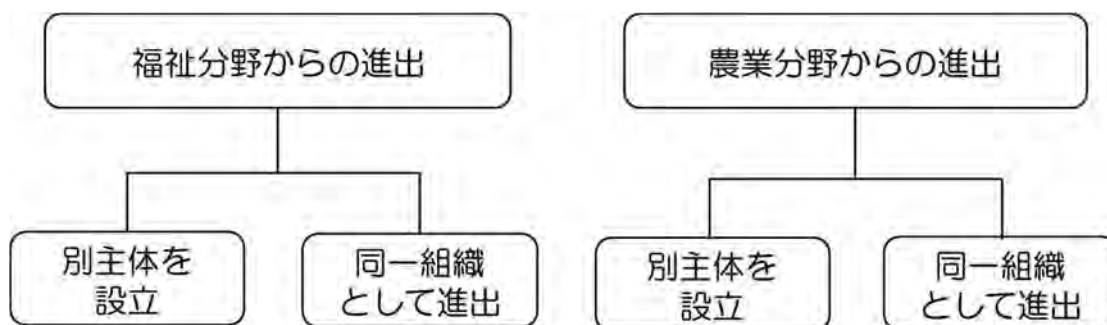 福祉分野からの進出
農業分野からの進出
別主体を
設立
同一組織
として進出
別主体を
設立
同一組織
として進出